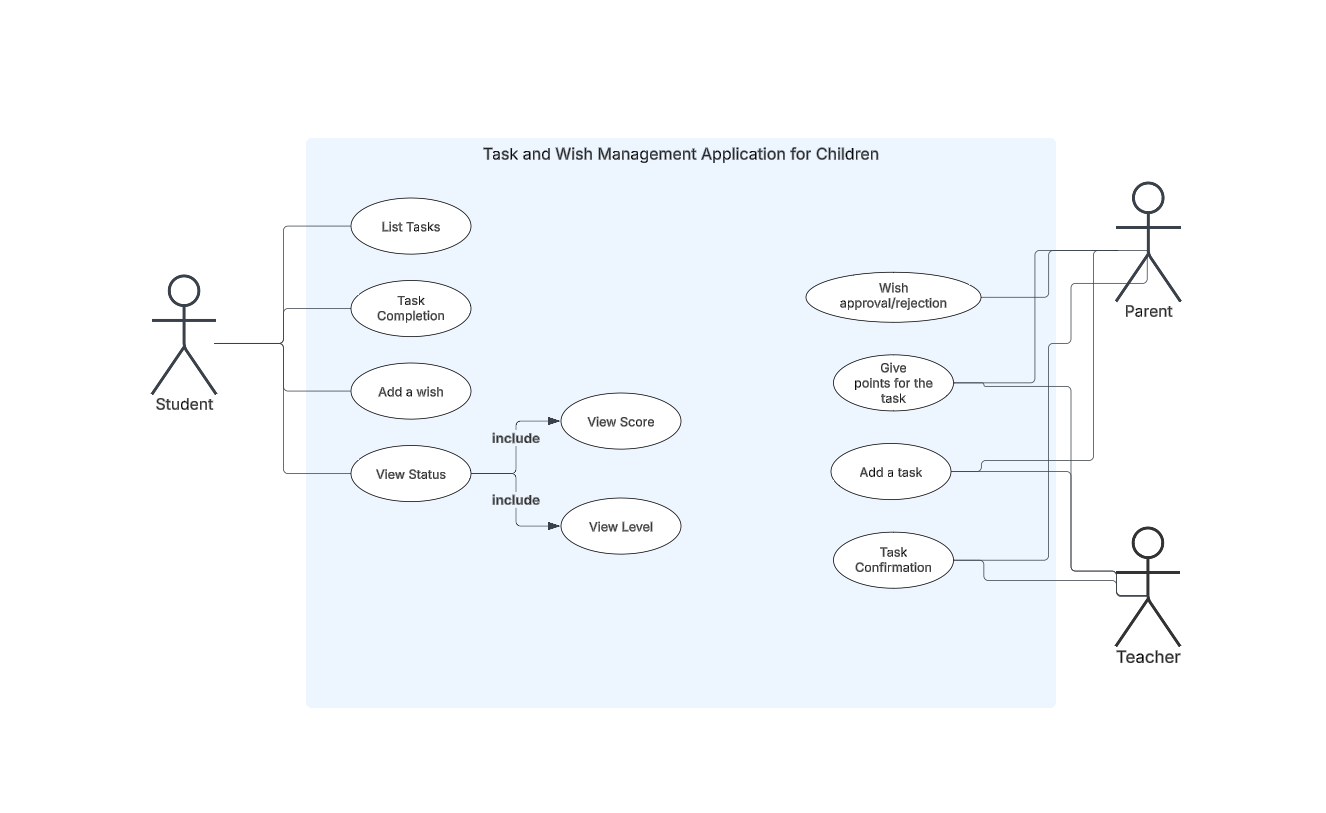 Task and Wish Management Application for Children
List Tasks
Task
Completion
Add a wish
View Status
include
include
View Score
View Level
Student
Wish
approval/rejection
Give
points for the
task
Add a task
Task
Confirmation
Parent
Teacher